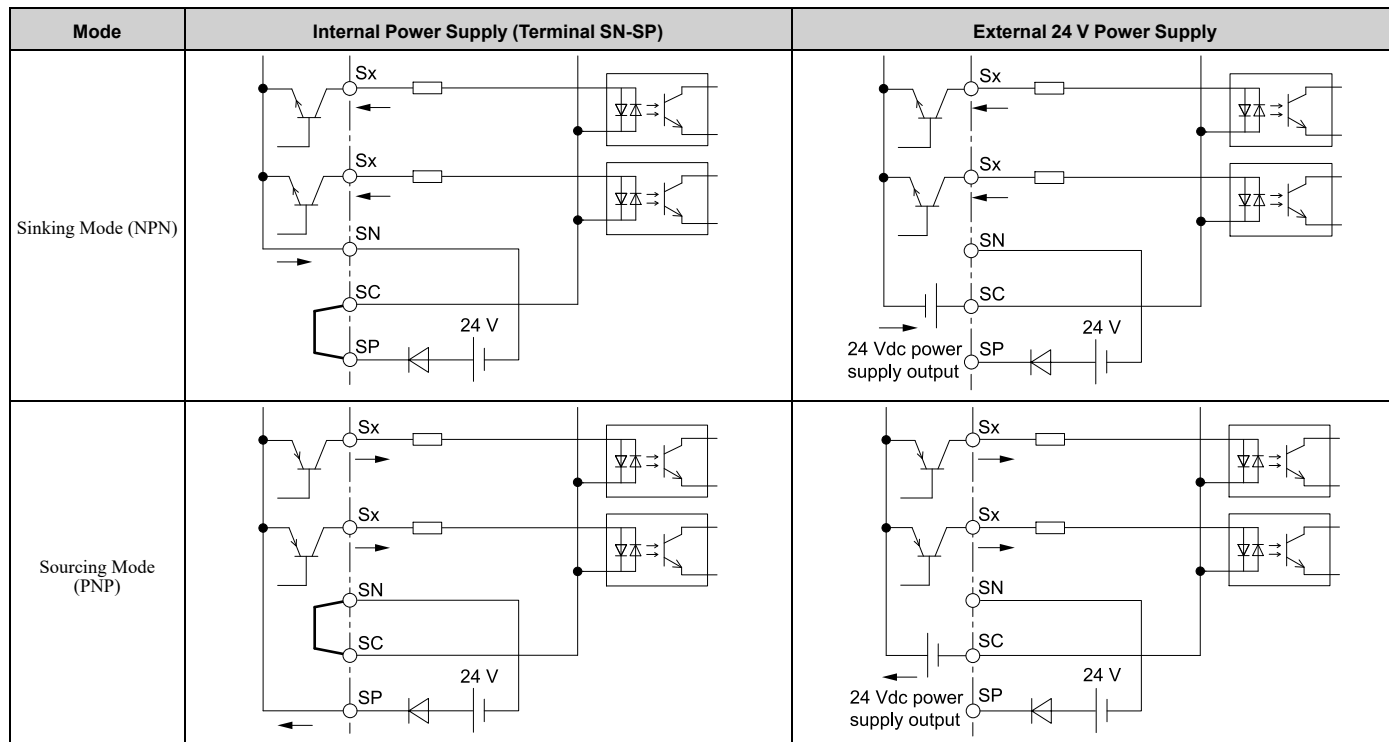 Mode
Internal Power Supply (Terminal SN-SP)
External 24 V Power Supply
Sinking Mode (NPN)
Sx
Sx
SN
SC
24 V
SP
Sx
Sx
SN
SC
24 V
24 Vdc power
supply output
SP
Sourcing Mode
(PNP)
Sx
Sx
SN
SC
24 V
SP
Sx
Sx
SN
SC
24 V
24 Vdc power
supply output
SP